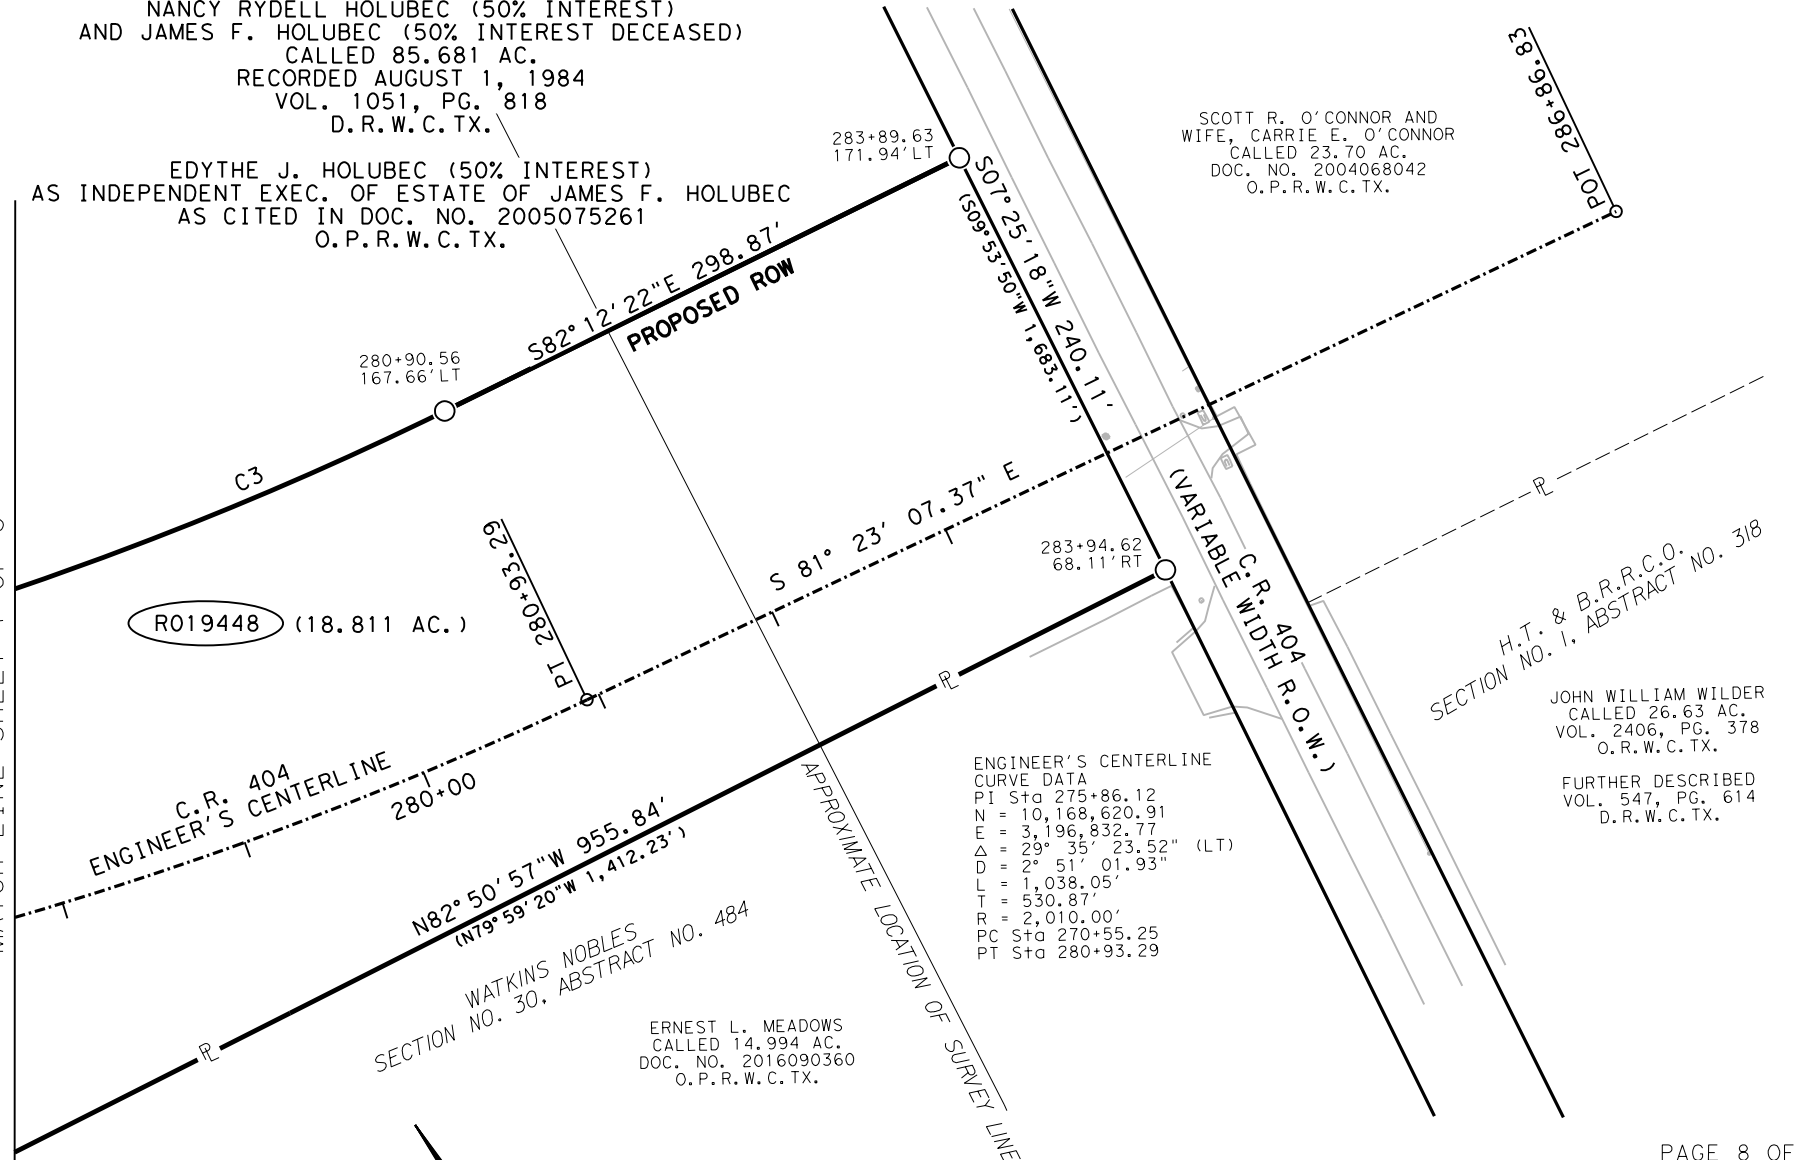 NANCY RYDELL HOLUBEC (50% INTEREST)
AND JAMES F. HOLUBEC (50% INTEREST DECEASED)
CALLED 85.681 AC.
RECORDED AUGUST 1, 1984
VOL. 1051, PG. 818
D.R.W.C.TX.
EDYTHE J. HOLUBEC (50% INTEREST)
AS INDEPENDENT EXEC. OF ESTATE OF JAMES F. HOLUBEC
AS CITED IN DOC. NO. 2005075261
O.P.R.W.C.TX.
283+89.63
171.94'LT
SCOTT R. O'CONNOR AND
WIFE, CARRIE E. O'CONNOR
CALLED 23.70 AC.
DOC. NO. 2004068042
O.P.R.W.C.TX.
POT 286+86.83
S07°25'18"W 240.11'
(S09°53'50"W 1,683.11')
S82°12'22"E 298.87'
PROPOSED ROW
280+90.56
167.66'LT
C3
R019448 (18.811 AC.)
PT 280+93.29
S 81° 23' 07.37" E
283+94.62
68.11'RT
C.R. 404
(VARIABLE WIDTH R.O.W.)
PL
H.T. & B.R.R.C.O.
SECTION NO. 1, ABSTRACT NO. 318
JOHN WILLIAM WILDER
CALLED 26.63 AC.
VOL. 2406, PG. 378
O.R.W.C.TX.
FURTHER DESCRIBED
VOL. 547, PG. 614
D.R.W.C.TX.
PL
C.R. 404
ENGINEER'S CENTERLINE
280+00
ENGINEER'S CENTERLINE
CURVE DATA
PI Sta 275+86.12
N = 10,168,620.91
E = 3,196,832.77
Δ = 29° 35' 23.52" (LT)
D = 2° 51' 01.93"
L = 1,038.05'
T = 530.87'
R = 2,010.00'
PC Sta 270+55.25
PT Sta 280+93.29
N82°50'57"W 955.84'
(N79°59'20"W 1,412.23')
APPROXIMATE LOCATION OF SURVEY LINE
WATKINS NOBLES
SECTION NO. 30, ABSTRACT NO. 484
PL
ERNEST L. MEADOWS
CALLED 14.994 AC.
DOC. NO. 2016090360
O.P.R.W.C.TX.
PAGE 8 OF